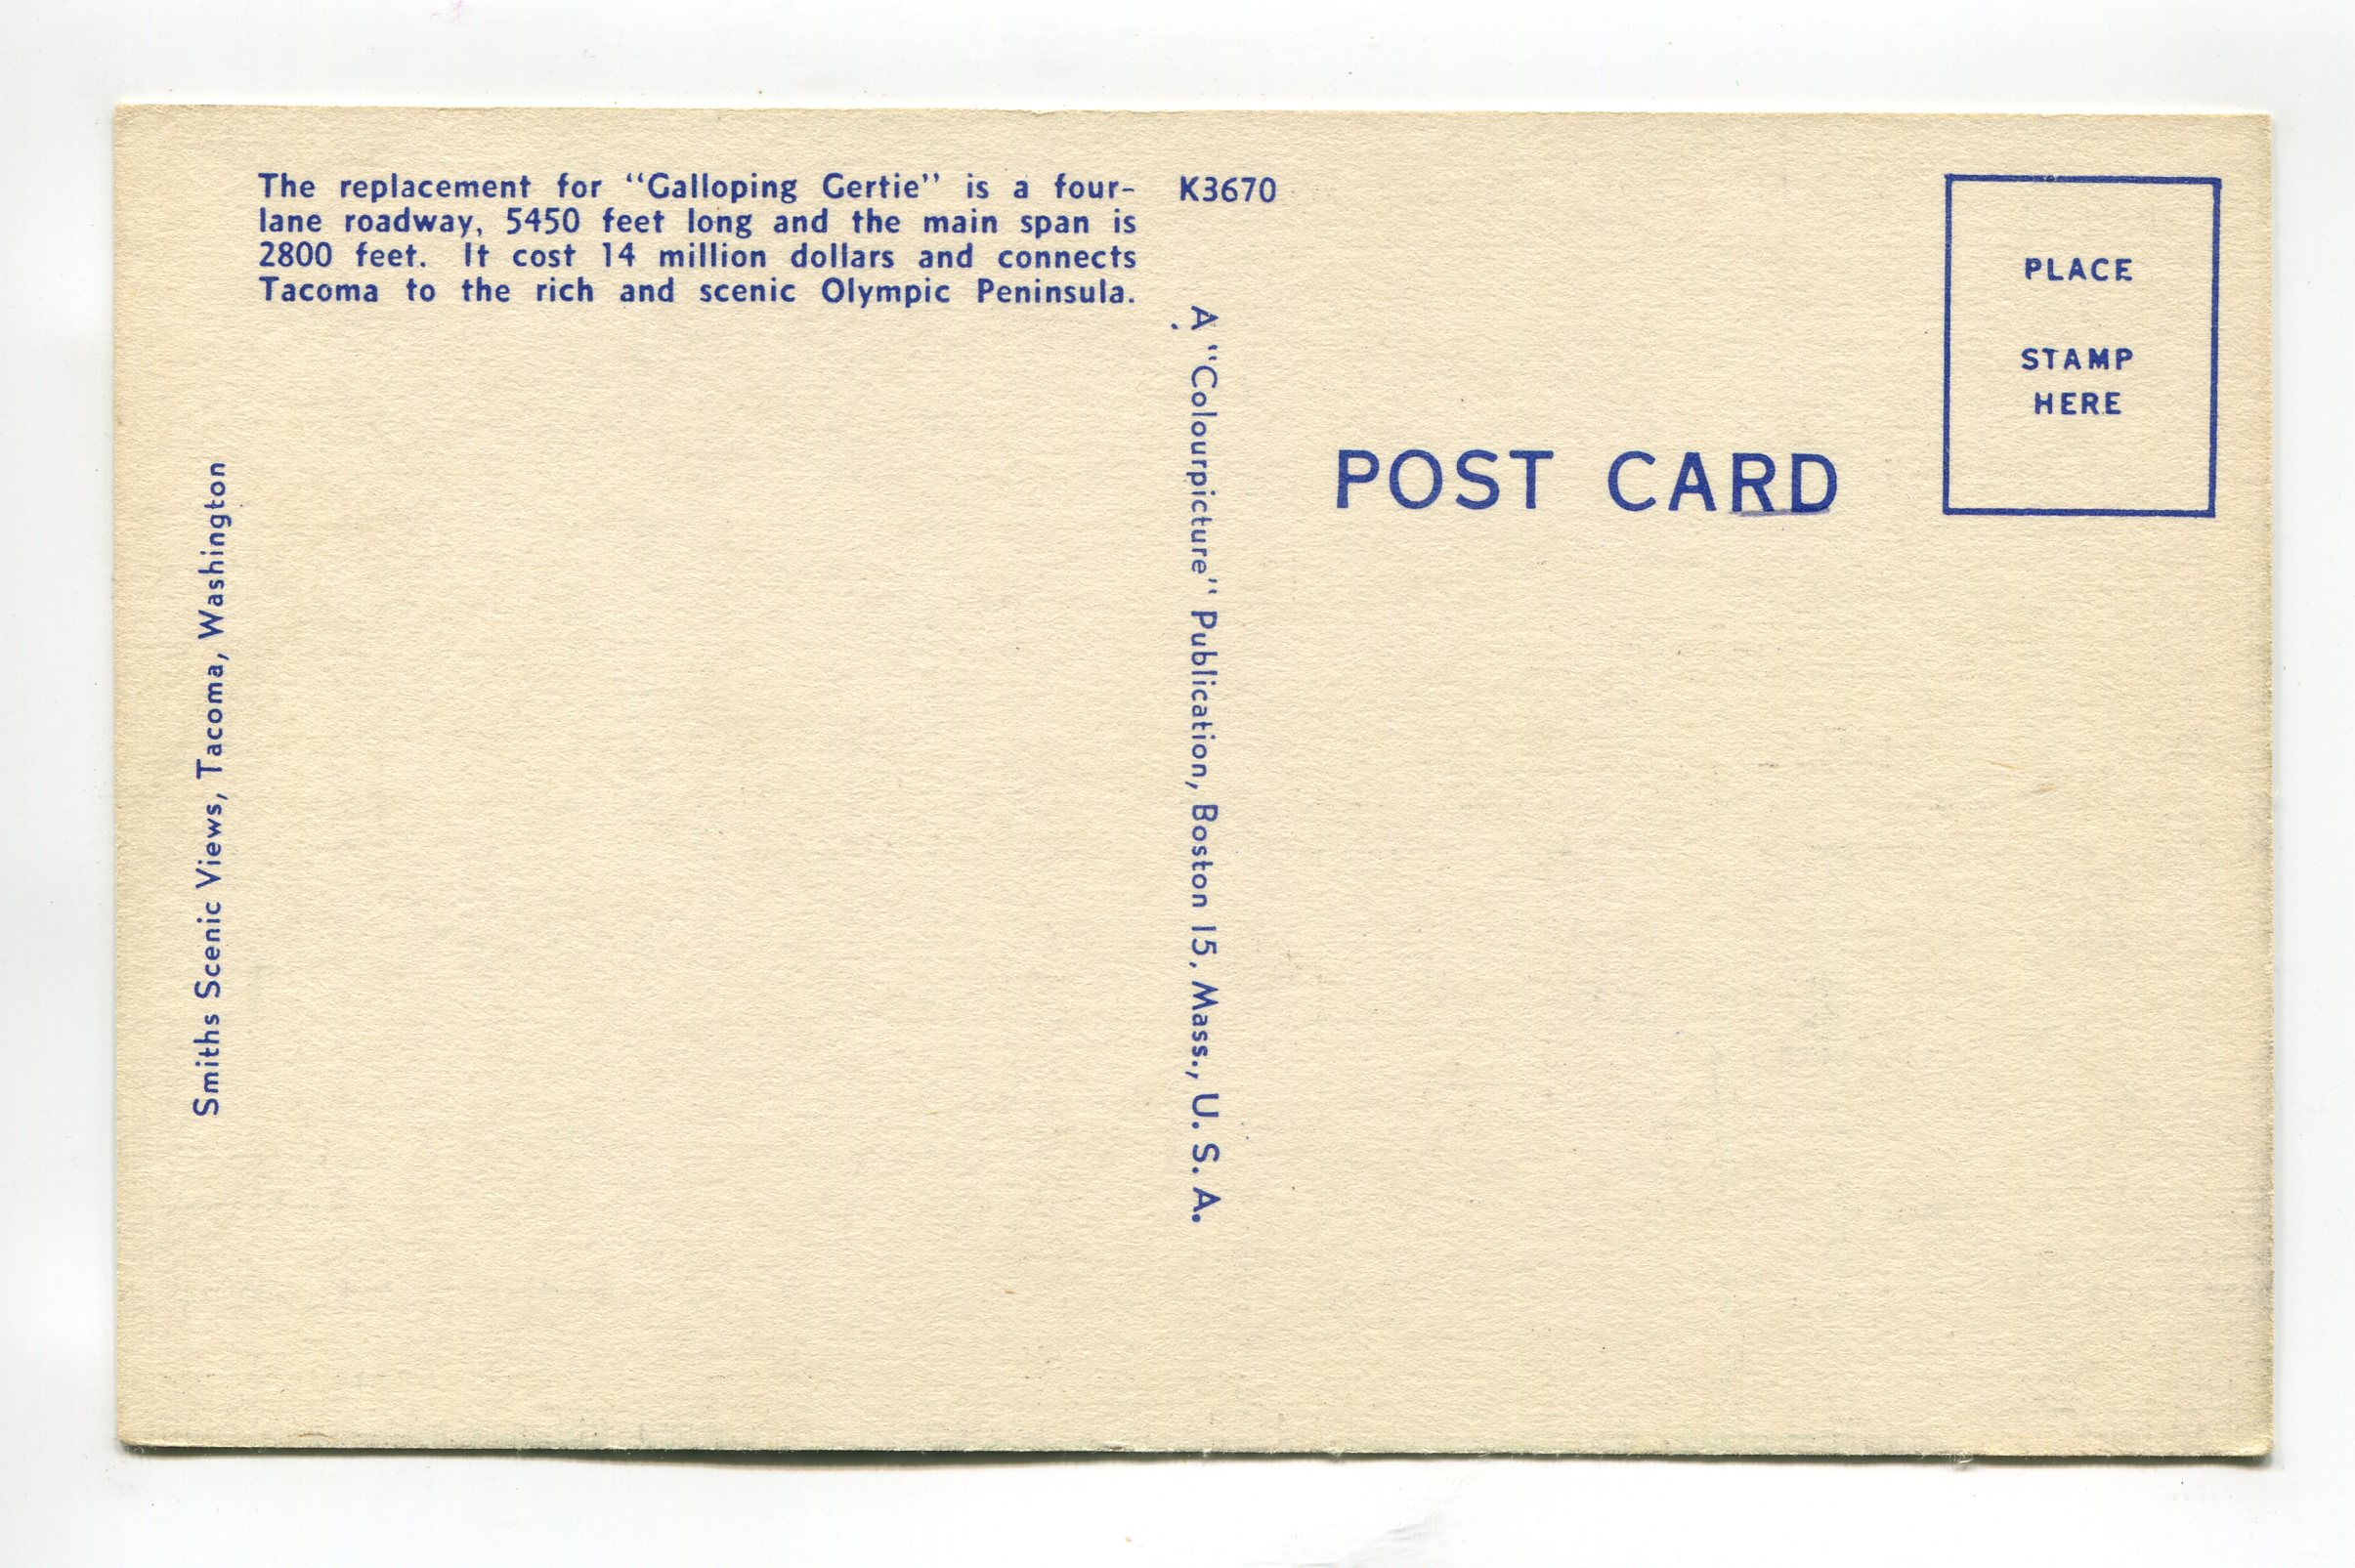 The replacement for "Galloping Gertie" is a four-
lane roadway, 5450 feet long and the main span is
2800 feet. It cost 14 million dollars and connects
Tacoma to the rich and scenic Olympic Peninsula.
Smiths Scenic Views, Tacoma, Washington
K3670
A "Colourpicture" Publication, Boston 15, Mass., U. S. A.
POST CARD
PLACE
STAMP
HERE